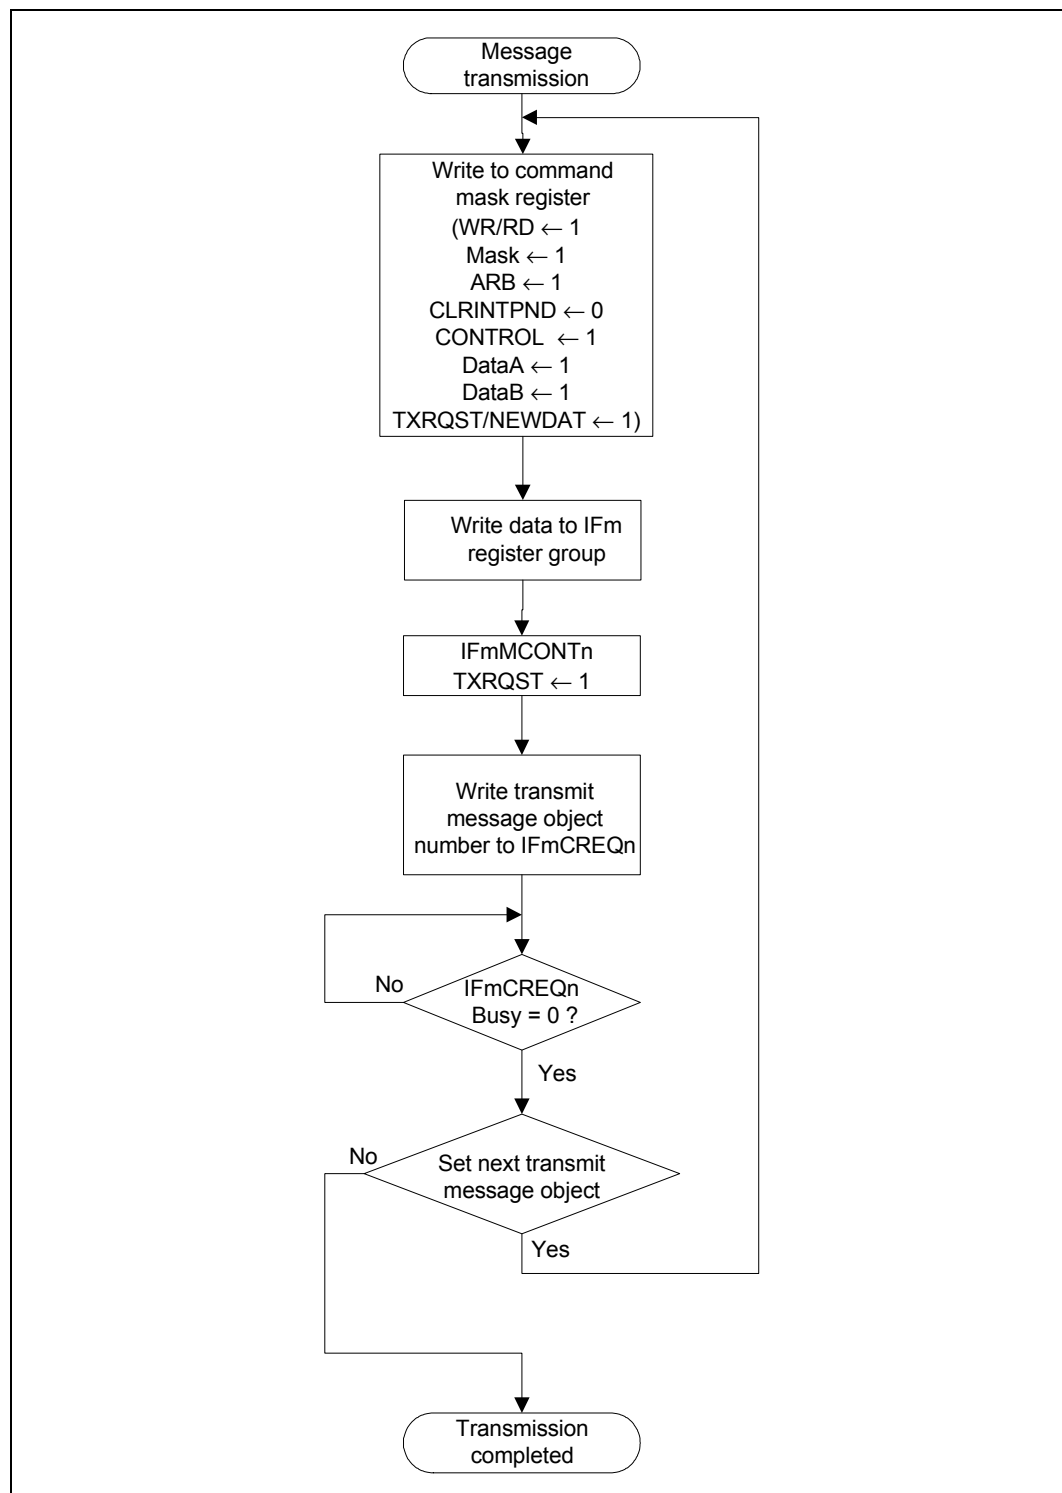 Message
transmission
Write to command
mask register
(WR/RD ← 1
Mask ← 1
ARB ← 1
CLRINTPND ← 0
CONTROL ← 1
DataA ← 1
DataB ← 1
TXRQST/NEWDAT ← 1)
Write data to IFm
register group
IFmMCONTn
TXRQST ← 1
Write transmit
message object
number to IFmCREQn
No
IFmCREQn
Busy = 0 ?
Yes
No
Set next transmit
message object
Yes
Transmission
completed